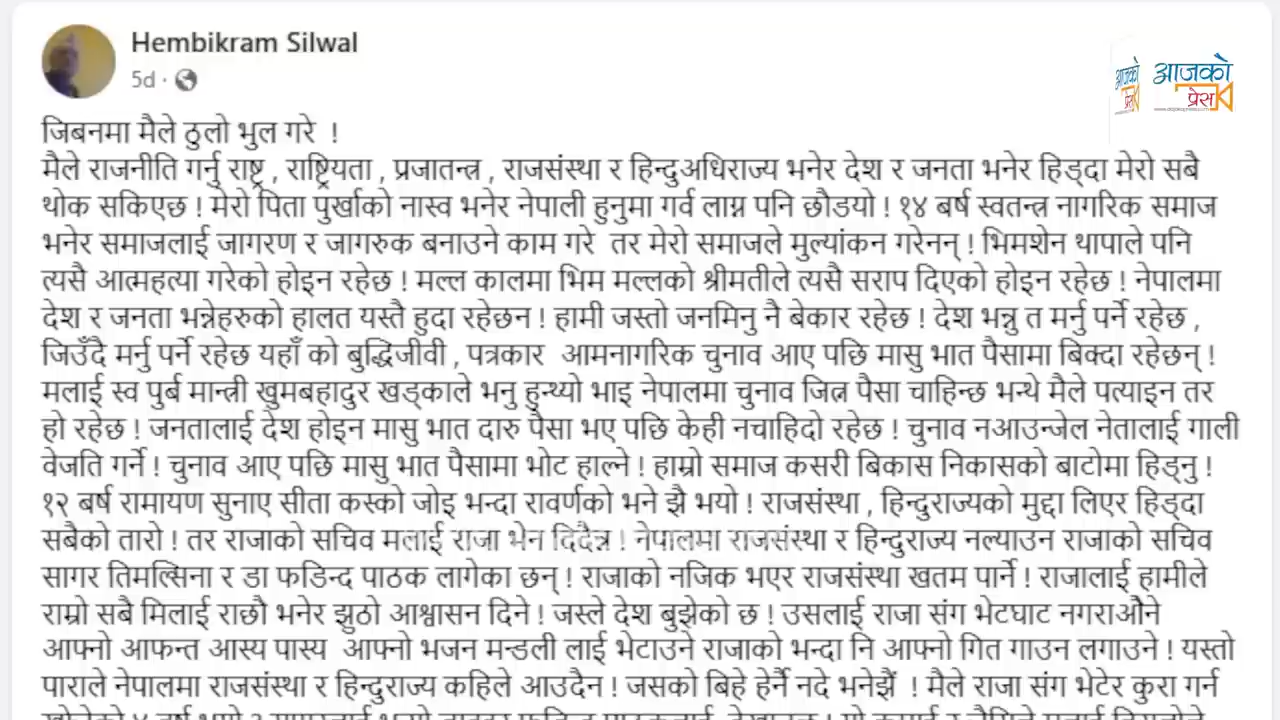 Hembikram Silwal
5d ·
आजको
प्रेस
आजको
प्रेस
जिबनमा मैले ठुलो भुल गरे !
मैले राजनीति गर्नु राष्ट्र , राष्ट्रियता , प्रजातन्त्र , राजसंस्था र हिन्दुअधिराज्य भनेर देश र जनता भनेर हिड्दा मेरो सबै
थोक सकिएछ ! मेरो पिता पुर्खाको नास्व भनेर नेपाली हुनुमा गर्व लाग्न पनि छौडयो ! १४ बर्ष स्वतन्त्र नागरिक समाज
भनेर समाजलाई जागरण र जागरुक बनाउने काम गरे तर मेरो समाजले मुल्यांकन गरेनन् ! भिमशेन थापाले पनि
त्यसै आत्महत्या गरेको होइन रहेछ ! मल्ल कालमा भिम मल्लको श्रीमतीले त्यसै सराप दिएको होइन रहेछ ! नेपालमा
देश र जनता भन्नेहरुको हालत यस्तै हुदा रहेछन ! हामी जस्तो जनमिनु नै बेकार रहेछ ! देश भन्नु त मर्नु पर्ने रहेछ ,
जिउँदै मर्नु पर्ने रहेछ यहाँ को बुद्धिजीवी , पत्रकार आमनागरिक चुनाव आए पछि मासु भात पैसामा बिक्दा रहेछन् !
मलाई स्व पुर्ब मान्त्री खुमबहादुर खड्काले भनु हुन्थ्यो भाइ नेपालमा चुनाव जित्न पैसा चाहिन्छ भन्थे मैले पत्याइन तर
हो रहेछ ! जनतालाई देश होइन मासु भात दारु पैसा भए पछि केही नचाहिदो रहेछ ! चुनाव नआउन्जेल नेतालाई गाली
वेजति गर्ने ! चुनाव आए पछि मासु भात पैसामा भोट हाल्ने ! हाम्रो समाज कसरी बिकास निकासको बाटोमा हिड्नु !
१२ बर्ष रामायण सुनाए सीता कस्को जोइ भन्दा रावर्णको भने झै भयो ! राजसंस्था , हिन्दुराज्यको मुद्दा लिएर हिड्दा
सबैको तारो ! तर राजाको सचिव मलाई राजा भेन दिदैन्न ! नेपालमा राजसंस्था र हिन्दुराज्य नल्याउन राजाको सचिव
सागर तिमल्सिना र डा फडिन्द पाठक लागेका छन् ! राजाको नजिक भएर राजसंस्था खतम पार्ने ! राजालाई हामीले
राम्रो सबै मिलाई राछौ भनेर झुठो आश्वासन दिने ! जस्ले देश बुझेको छ ! उसलाई राजा संग भेटघाट नगराऔने
आफ्नो आफन्त आस्य पास्य आफ्नो भजन मन्डली लाई भेटाउने राजाको भन्दा नि आफ्नो गित गाउन लगाउने ! यस्तो
पाराले नेपालमा राजसंस्था र हिन्दुराज्य कहिले आउदैन ! जसको बिहे हेर्नै नदे भनेझैं ! मैले राजा संग भेटेर कुरा गर्न